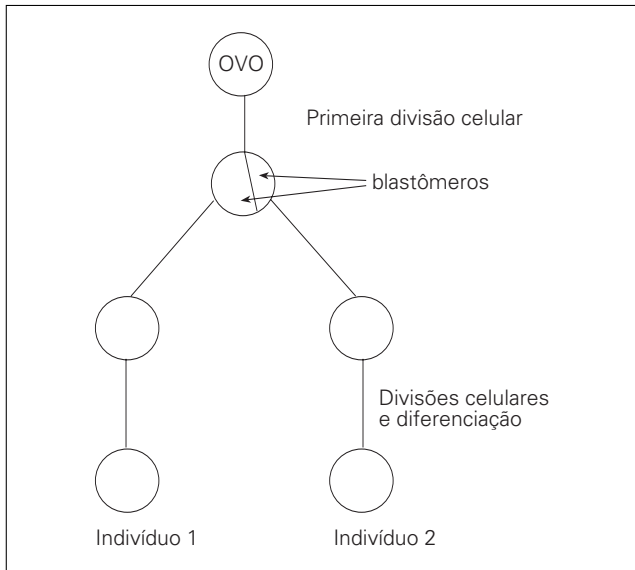 OVO
Primeira divisão celular
blastômeros
Divisões celulares
e diferenciação
Indivíduo 1
Indivíduo 2